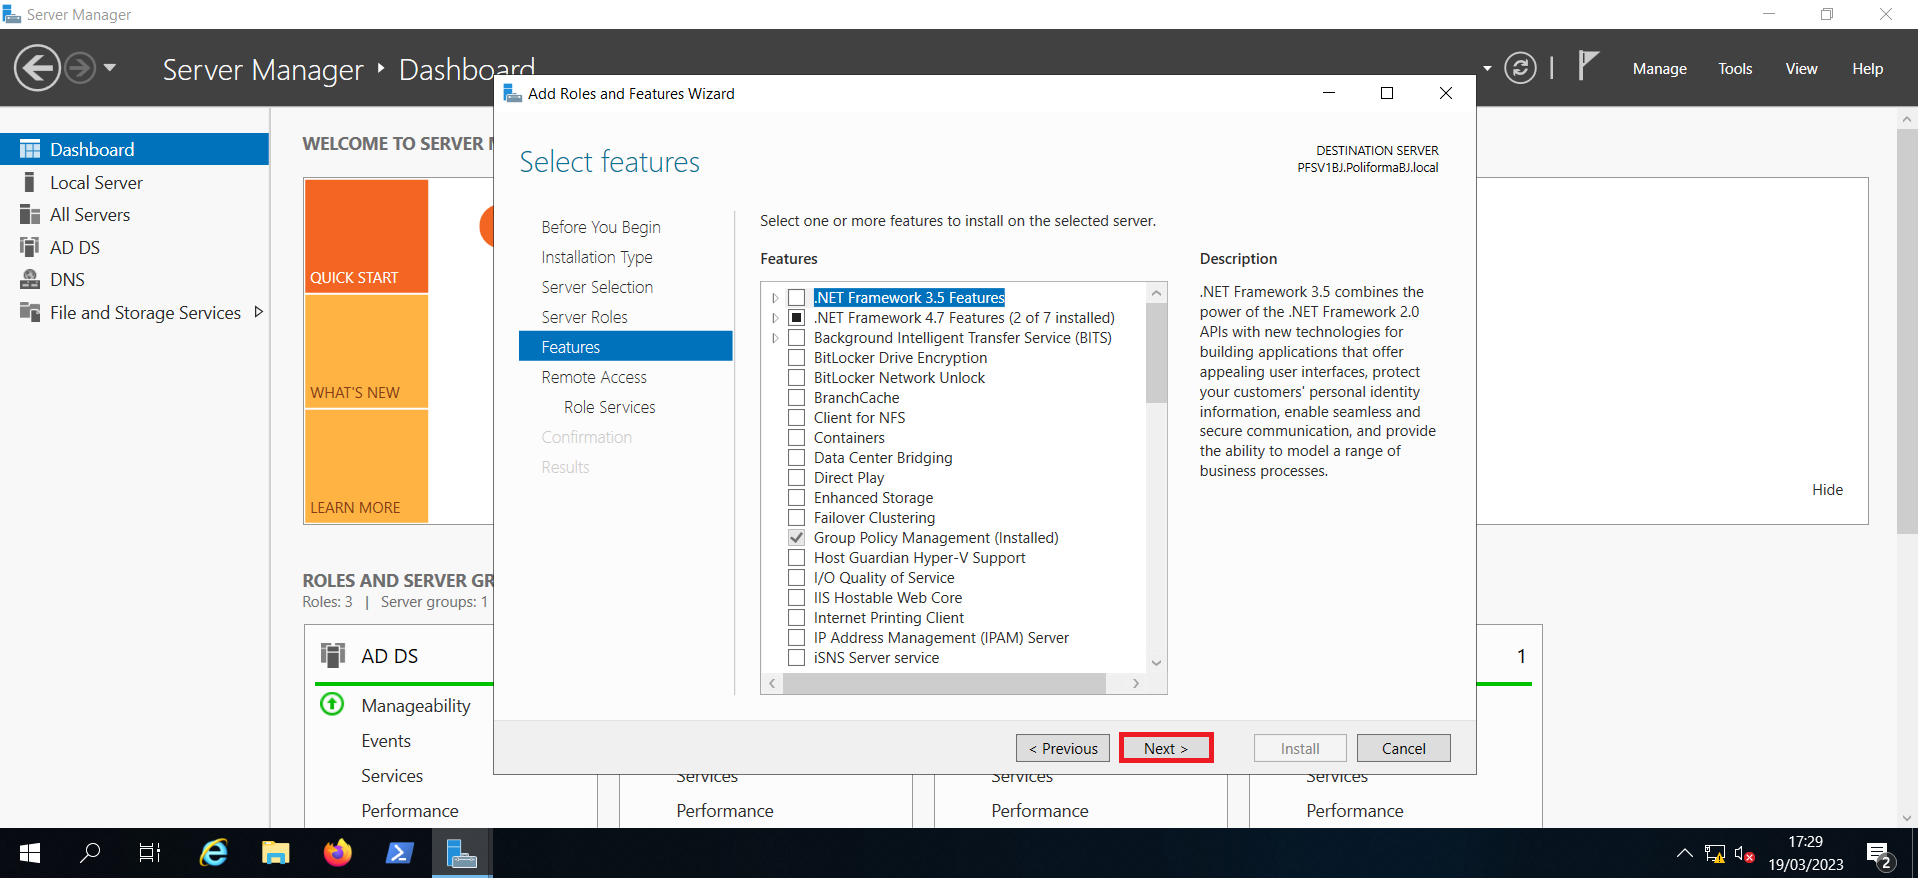 Server Manager
Server Manager
Dashboard
Manage
Tools
View
Help
Dashboard
Local Server
All Servers
AD DS
DNS
File and Storage Services
WELCOME TO SERVER M
QUICK START
WHAT'S NEW
LEARN MORE
Hide
ROLES AND SERVER GR
Roles: 3 | Server groups: 1
AD DS
1
Manageability
Events
Services
Performance
Services
Performance
Services
Performance
Services
Performance
Add Roles and Features Wizard
Select features
DESTINATION SERVER
PFSV1BJ.PoliformaBJ.local
Before You Begin
Installation Type
Server Selection
Server Roles
Features
Remote Access
Role Services
Confirmation
Results
Select one or more features to install on the selected server.
Features
.NET Framework 3.5 Features
.NET Framework 4.7 Features (2 of 7 installed)
Background Intelligent Transfer Service (BITS)
BitLocker Drive Encryption
BitLocker Network Unlock
BranchCache
Client for NFS
Containers
Data Center Bridging
Direct Play
Enhanced Storage
Failover Clustering
Group Policy Management (Installed)
Host Guardian Hyper-V Support
I/O Quality of Service
IIS Hostable Web Core
Internet Printing Client
IP Address Management (IPAM) Server
iSNS Server service
Description
.NET Framework 3.5 combines the
power of the .NET Framework 2.0
APIs with new technologies for
building applications that offer
appealing user interfaces, protect
your customers' personal identity
information, enable seamless and
secure communication, and provide
the ability to model a range of
business processes.
< Previous
Next >
Install
Cancel
17:29
19/03/2023
2